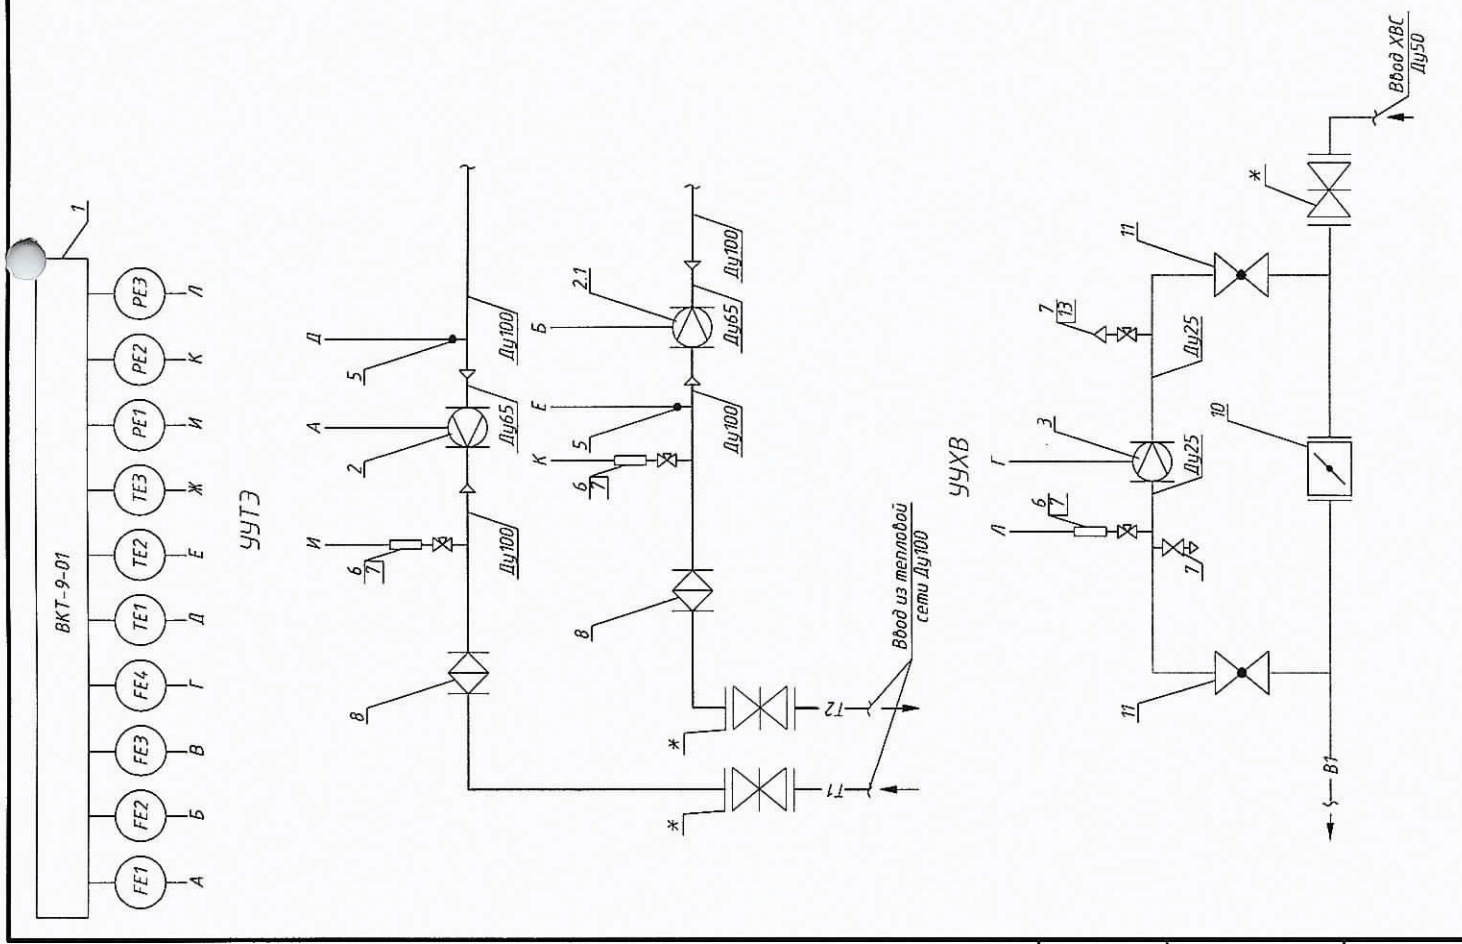 ВКТ-9-01
1
FE1
FE2
FE3
FE4
TE1
TE2
TE3
PE1
PE2
PE3
А
Б
В
Г
Д
Е
Ж
И
К
Л
УУТЭ
И
6
7
А
2
Д
5
8
Ду100
Ду65
Ду100
К
6
7
Е
5
Б
2.1
8
Ду100
Ду65
Ду100
*
*
Т1
Т2
Ввод из тепловой
сети Ду100
УУХВ
Л
6
7
Г
3
7
13
11
11
7
Ду25
Ду25
10
*
В1
Ввод ХВС
Ду50